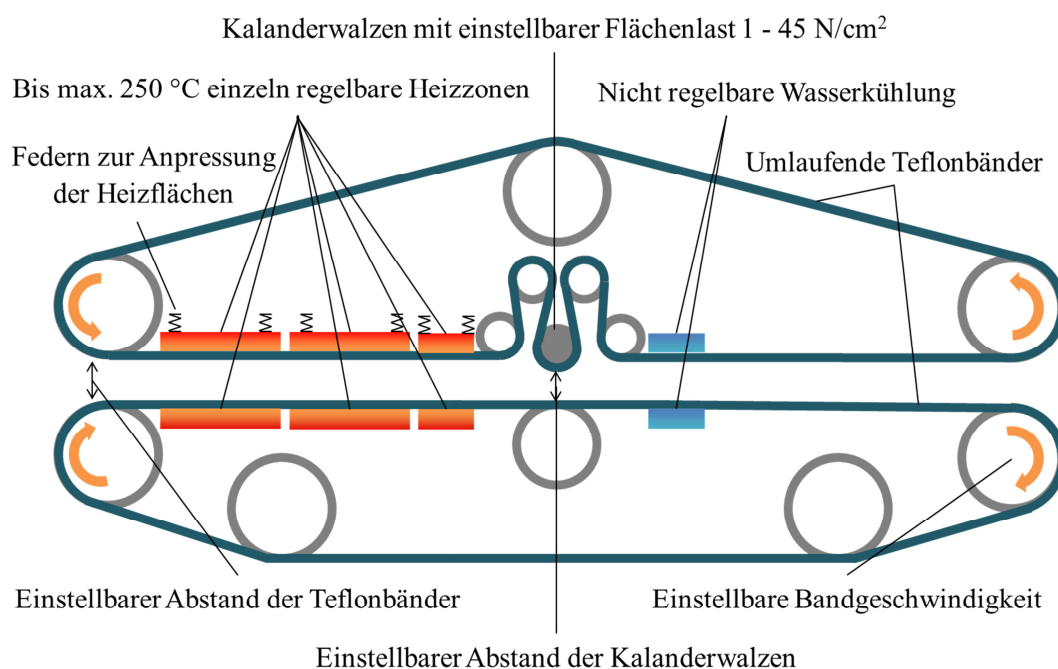 Kalanderwalzen mit einstellbarer Flächenlast 1 - 45 N/cm²
Bis max. 250 °C einzeln regelbare Heizzonen
Nicht regelbare Wasserkühlung
Federn zur Anpressung
der Heizflächen
Umlaufende Teflonbänder
Einstellbarer Abstand der Teflonbänder
Einstellbare Bandgeschwindigkeit
Einstellbarer Abstand der Kalanderwalzen